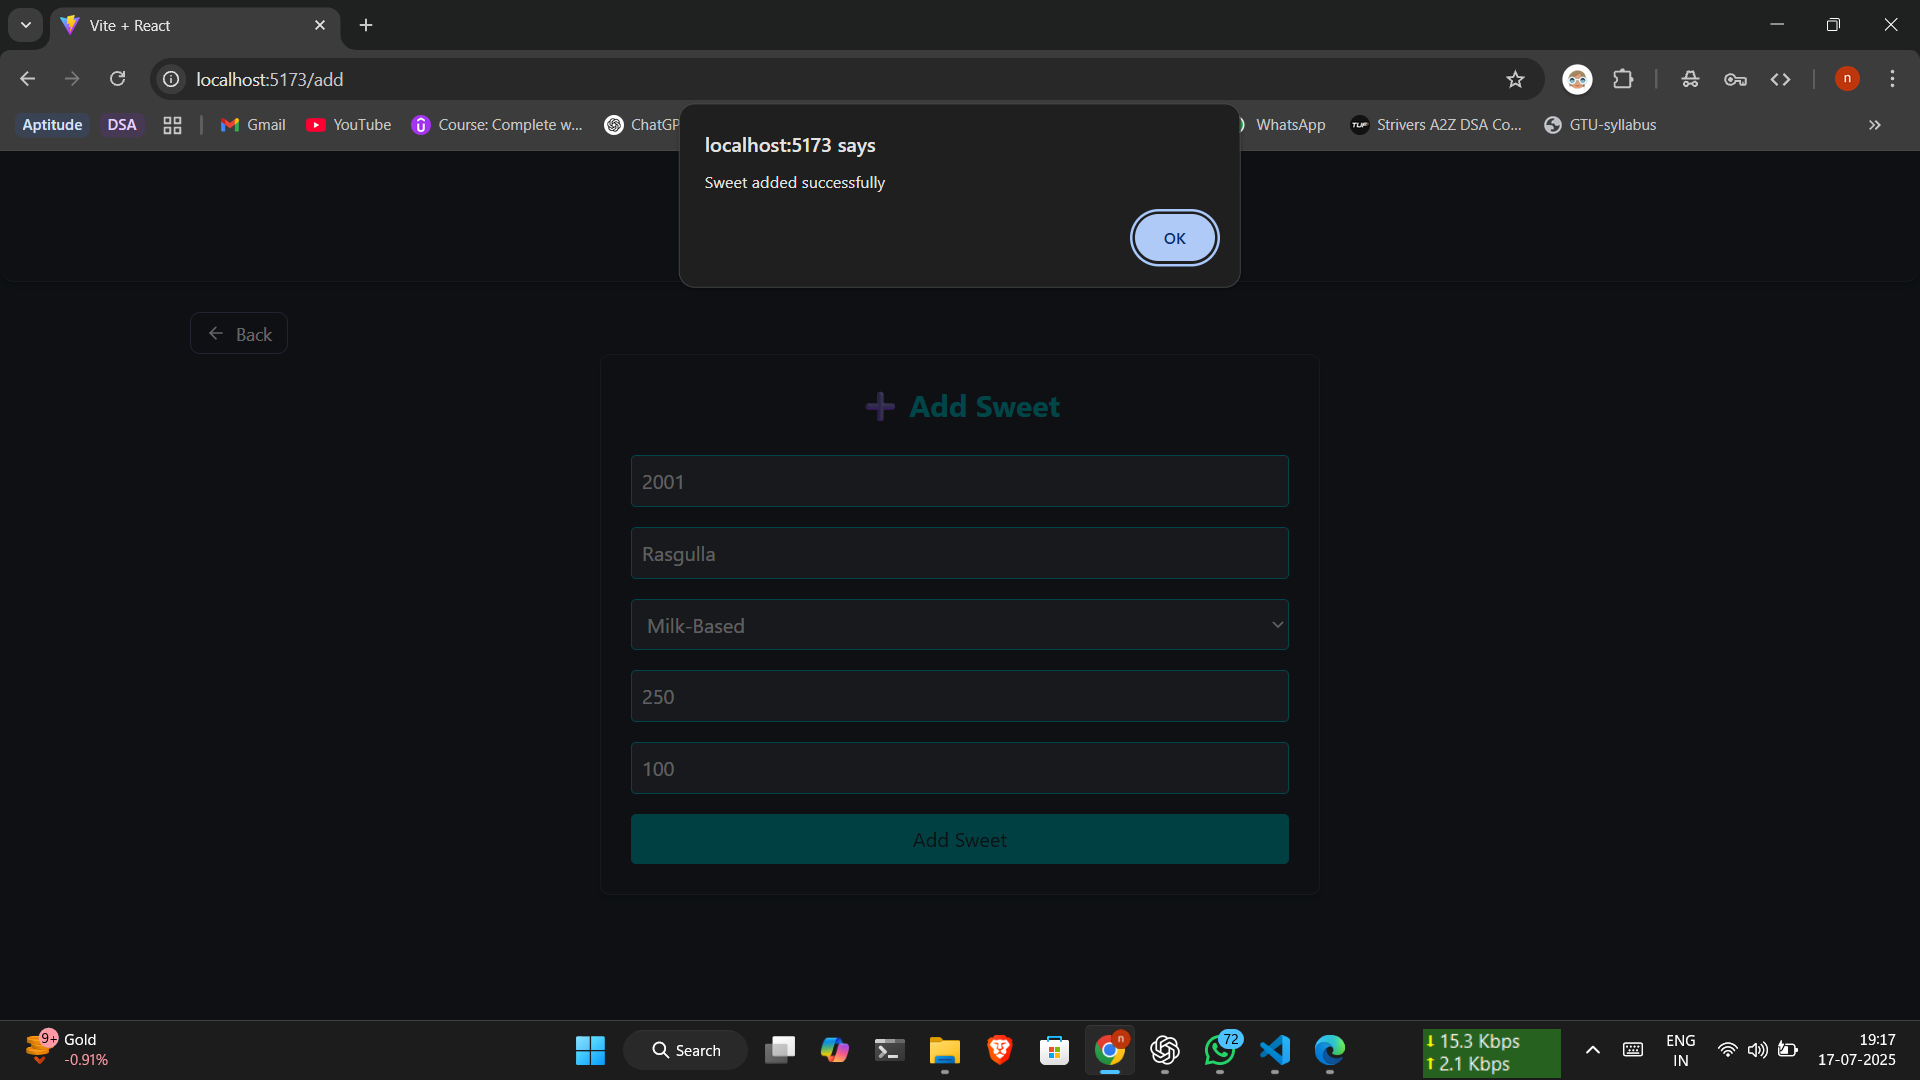 Vite + React
localhost:5173/add
n
Aptitude
DSA
Gmail
YouTube
Course: Complete w...
ChatGP
WhatsApp
TUF
Strivers A2Z DSA Co...
GTU-syllabus
localhost:5173 says
Sweet added successfully
OK
Back
Add Sweet
2001
Rasgulla
Milk-Based
250
100
Add Sweet
9+
Gold
-0.91%
Search
n
72
15.3 Kbps
2.1 Kbps
ENG
IN
19:17
17-07-2025